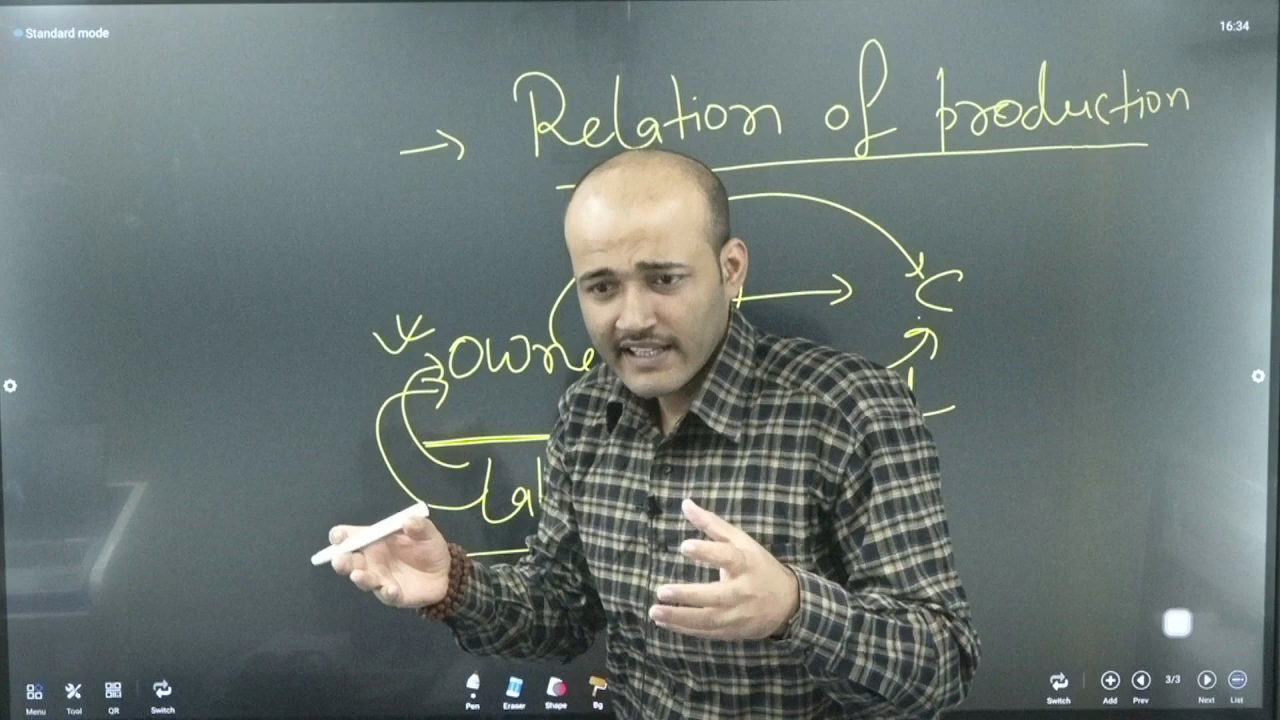 Standard mode
16:34
→ Relation of production
C
Menu Tool QR Switch Pen Eraser Shape Bg Switch Add Prev 3/3 Next List